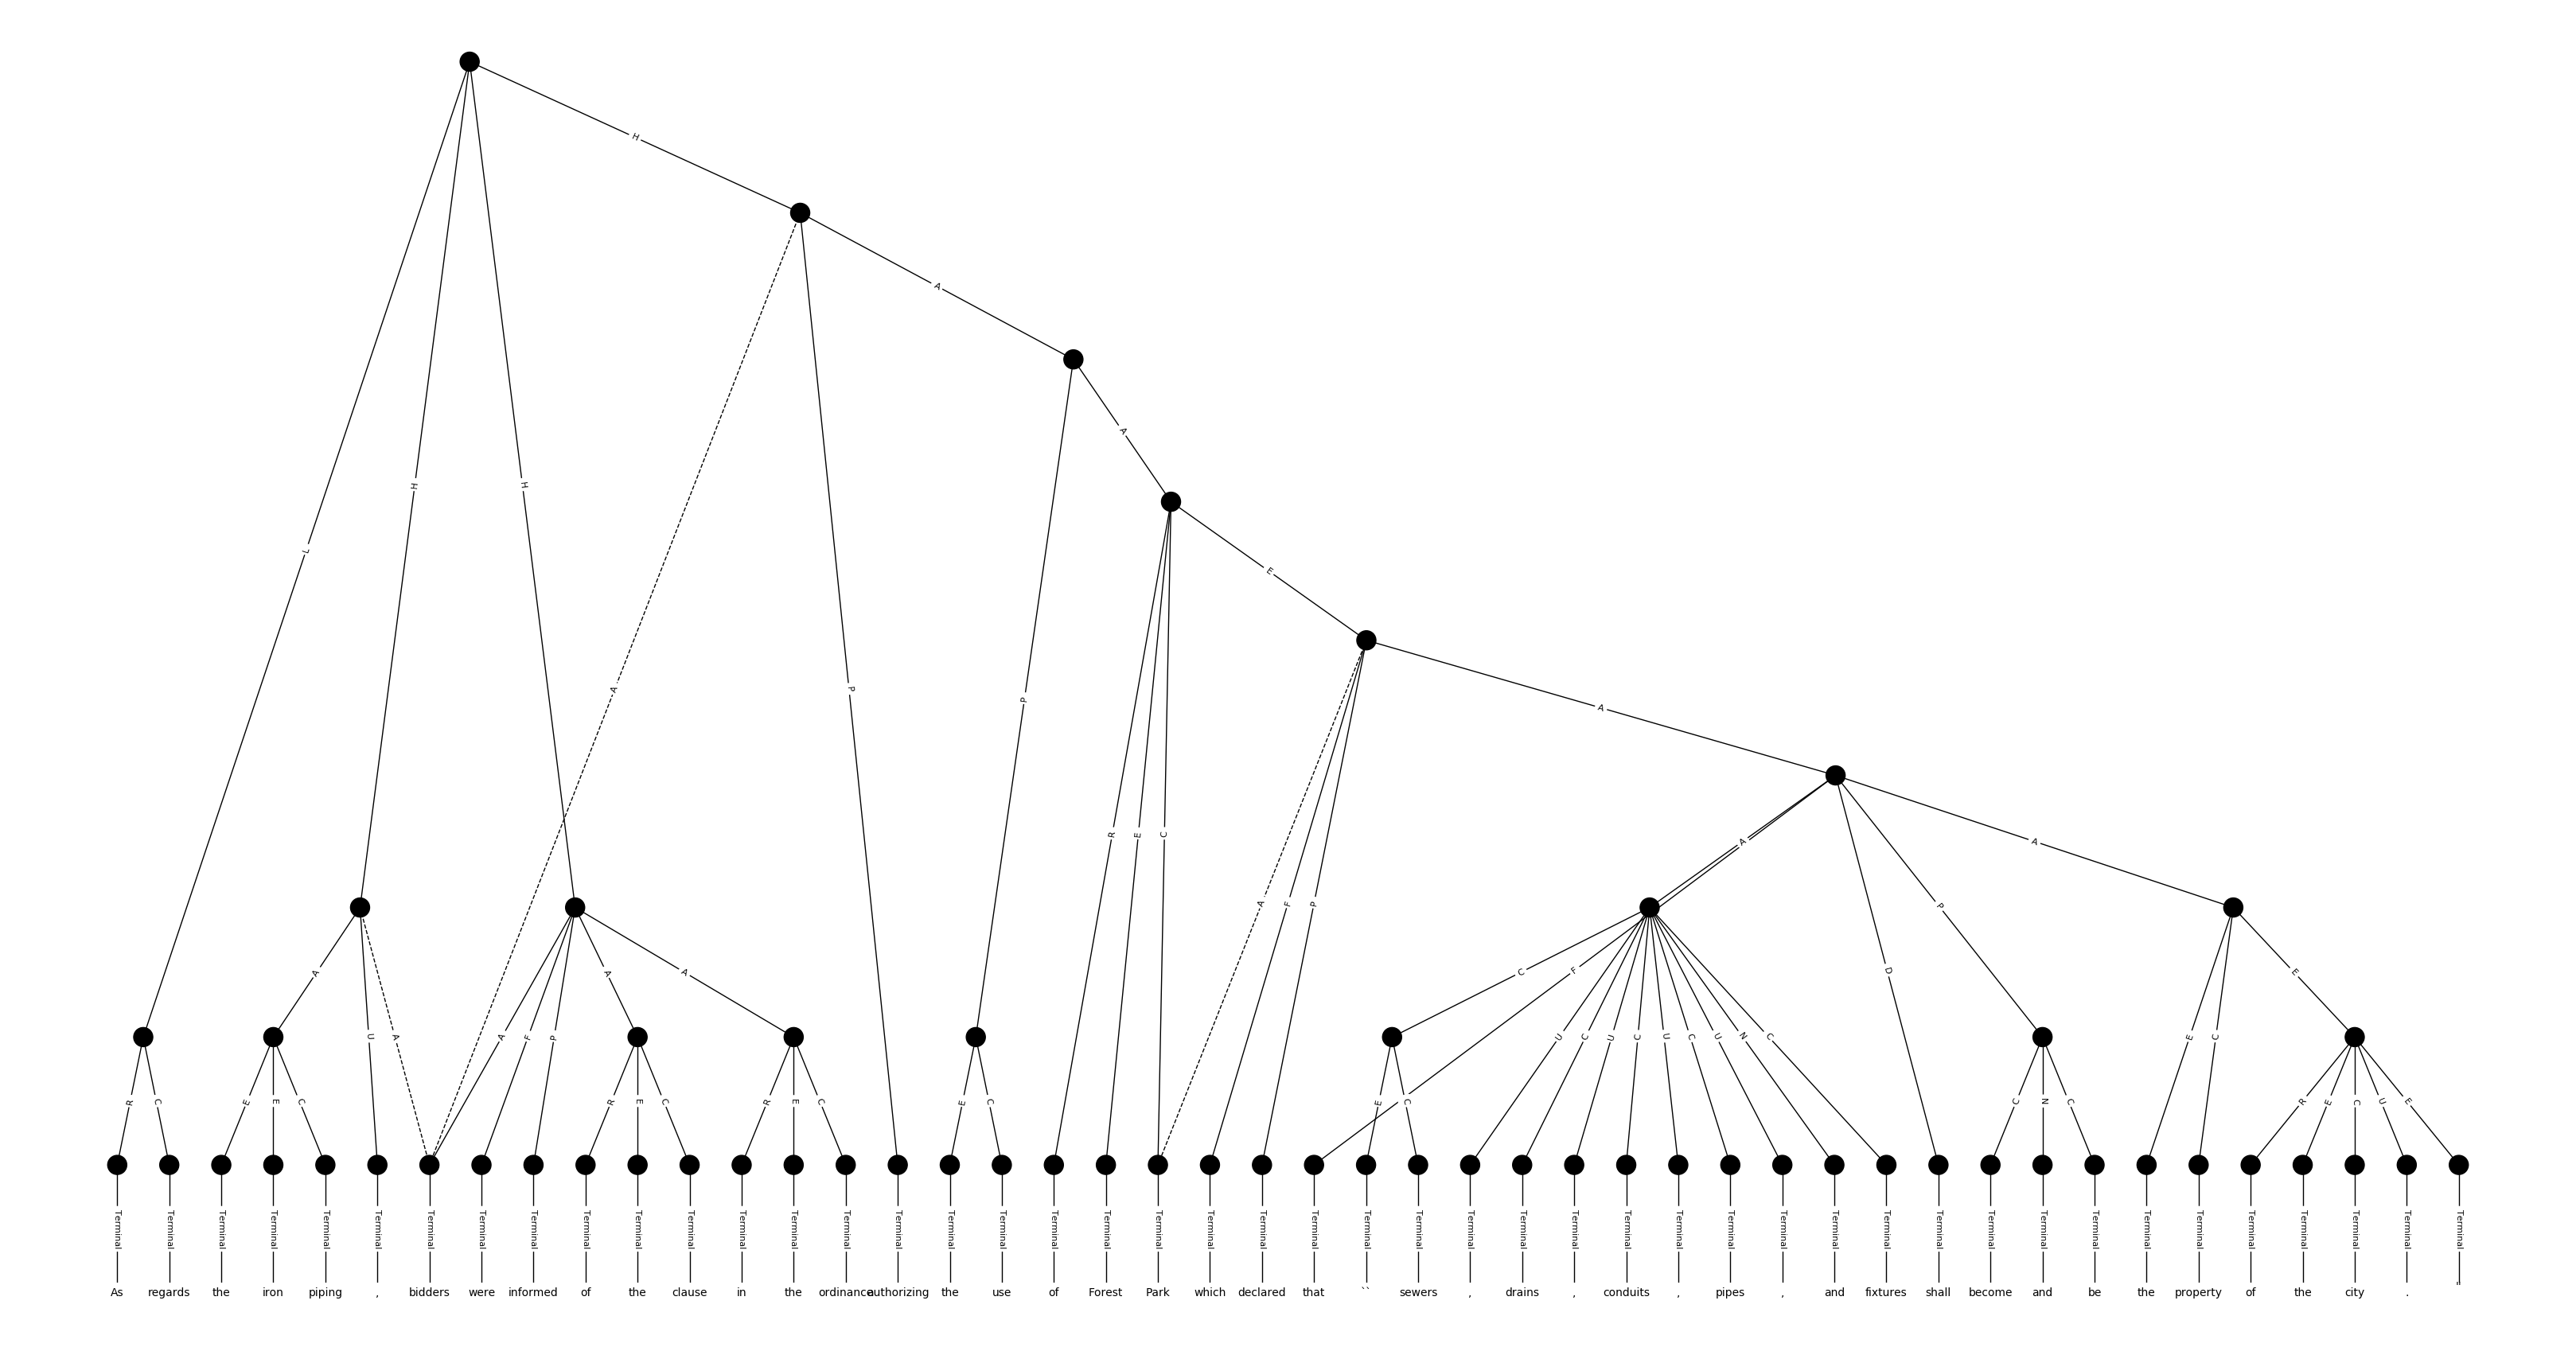 H
A
A
L
H
H
E
A
P
P
A
R
E
C
A
F
P
A
A
D
P
A
A
U
A
A
F
P
A
A
C
F
U
C
U
C
U
C
U
N
C
E
C
E
R
C
E
E
C
R
E
C
R
E
C
E
C
E
C
C
N
C
R
E
C
U
E
Terminal Terminal Terminal Terminal Terminal Terminal Terminal Terminal Terminal Terminal Terminal Terminal Terminal Terminal Terminal Terminal Terminal Terminal Terminal Terminal Terminal Terminal Terminal Terminal Terminal Terminal Terminal Terminal Terminal Terminal Terminal Terminal Terminal Terminal Terminal Terminal Terminal Terminal Terminal Terminal Terminal Terminal Terminal Terminal Terminal Terminal
As regards the iron piping , bidders were informed of the clause in the ordinance authorizing the use of Forest Park which declared that `` sewers , drains , conduits , pipes , and fixtures shall become and be the property of the city . "